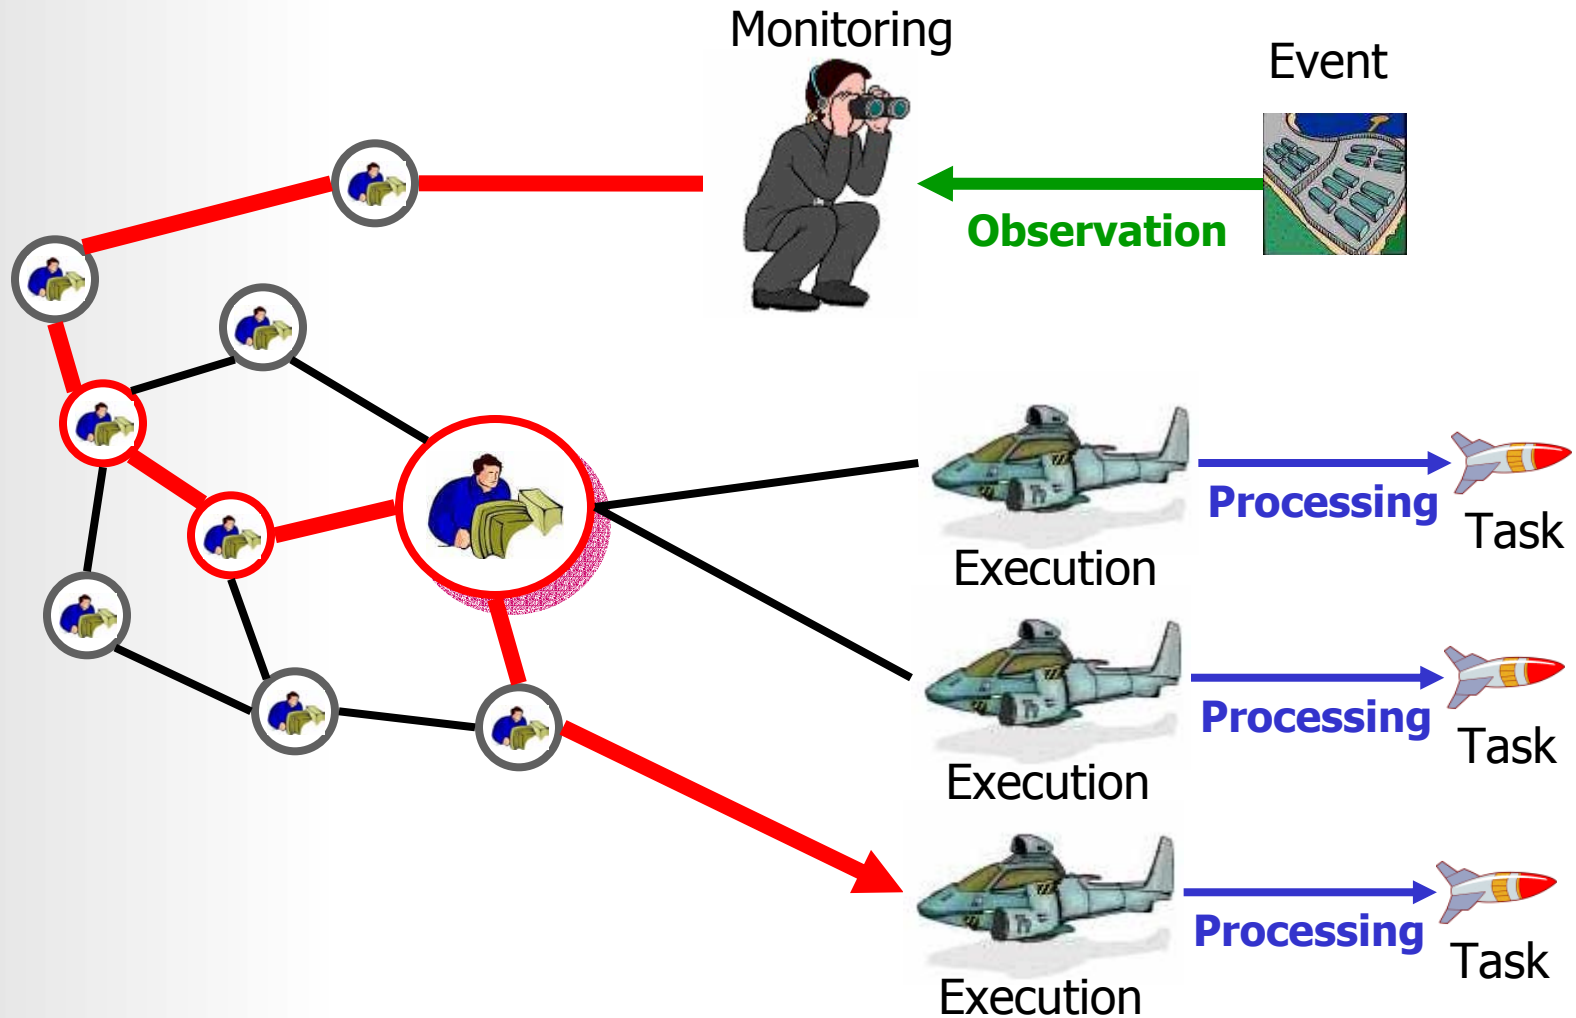 Monitoring
Event
Observation
Processing
Task
Execution
Processing
Task
Execution
Processing
Task
Execution